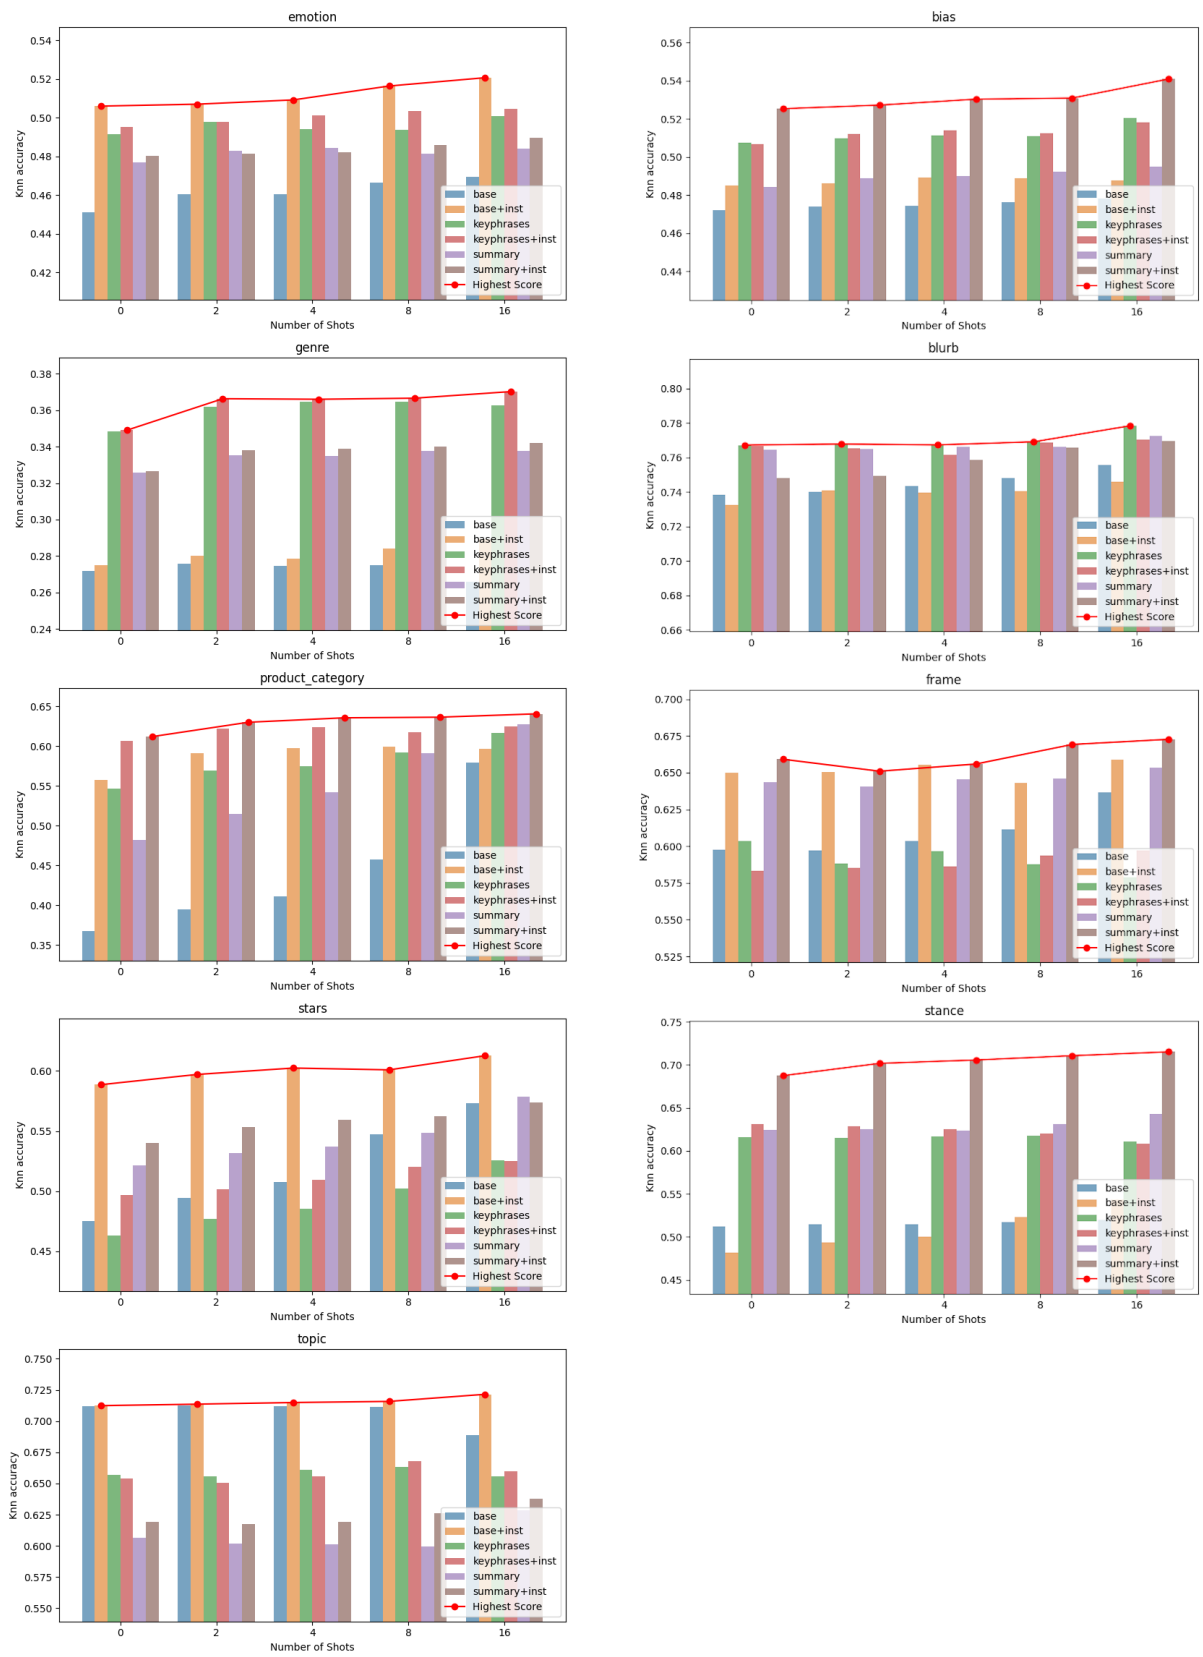 emotion
0.54
0.52
0.50
0.48
0.46
0.44
0.42
Knn accuracy
0 2 4 8 16
Number of Shots
base
base+inst
keyphrases
keyphrases+inst
summary
summary+inst
Highest Score
bias
0.56
0.54
0.52
0.50
0.48
0.46
0.44
Knn accuracy
0 2 4 8 16
Number of Shots
base
base+inst
keyphrases
keyphrases+inst
summary
summary+inst
Highest Score
genre
0.38
0.36
0.34
0.32
0.30
0.28
0.26
0.24
Knn accuracy
0 2 4 8 16
Number of Shots
base
base+inst
keyphrases
keyphrases+inst
summary
summary+inst
Highest Score
blurb
0.80
0.78
0.76
0.74
0.72
0.70
0.68
0.66
Knn accuracy
0 2 4 8 16
Number of Shots
base
base+inst
keyphrases
keyphrases+inst
summary
summary+inst
Highest Score
product_category
0.65
0.60
0.55
0.50
0.45
0.40
0.35
Knn accuracy
0 2 4 8 16
Number of Shots
base
base+inst
keyphrases
keyphrases+inst
summary
summary+inst
Highest Score
frame
0.700
0.675
0.650
0.625
0.600
0.575
0.550
0.525
Knn accuracy
0 2 4 8 16
Number of Shots
base
base+inst
keyphrases
keyphrases+inst
summary
summary+inst
Highest Score
stars
0.60
0.55
0.50
0.45
Knn accuracy
0 2 4 8 16
Number of Shots
base
base+inst
keyphrases
keyphrases+inst
summary
summary+inst
Highest Score
stance
0.75
0.70
0.65
0.60
0.55
0.50
0.45
Knn accuracy
0 2 4 8 16
Number of Shots
base
base+inst
keyphrases
keyphrases+inst
summary
summary+inst
Highest Score
topic
0.750
0.725
0.700
0.675
0.650
0.625
0.600
0.575
0.550
Knn accuracy
0 2 4 8 16
Number of Shots
base
base+inst
keyphrases
keyphrases+inst
summary
summary+inst
Highest Score